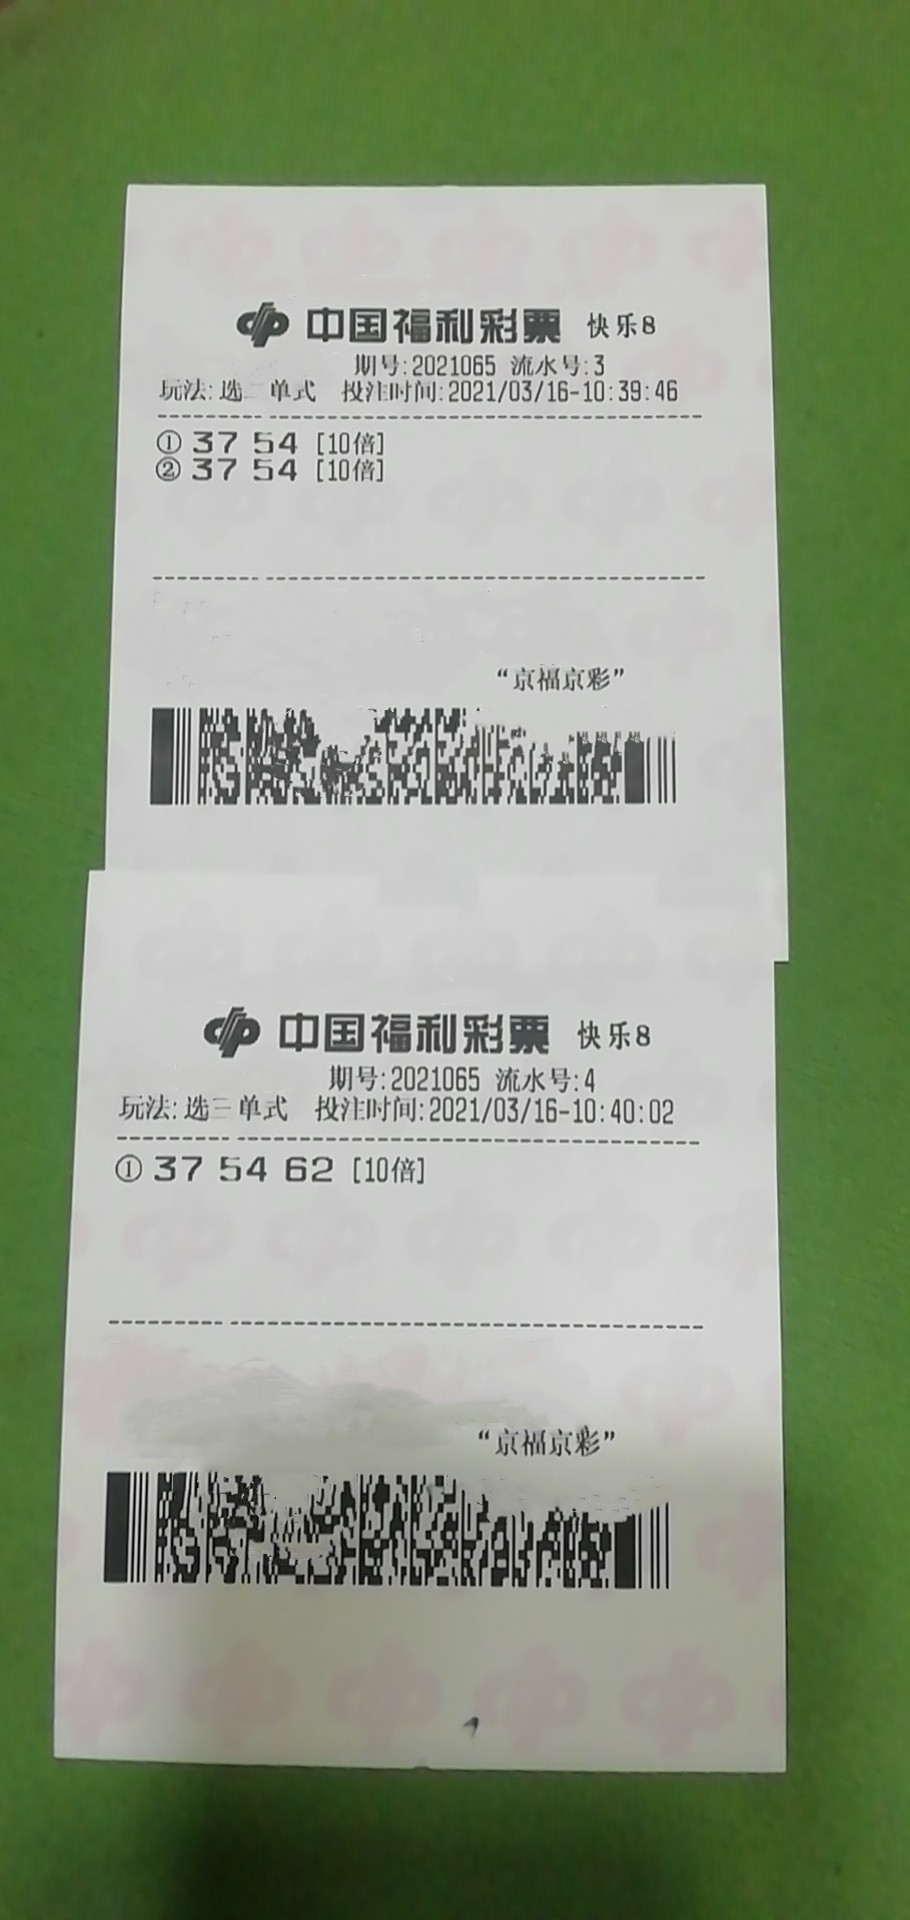 中国福利彩票 快乐8
期号:2021065 流水号:3
玩法:选二 单式 投注时间:2021/03/16-10:39:46
① 37 54 [10倍]
② 37 54 [10倍]
“京福京彩”
中国福利彩票 快乐8
期号:2021065 流水号:4
玩法:选三 单式 投注时间:2021/03/16-10:40:02
① 37 54 62 [10倍]
“京福京彩”